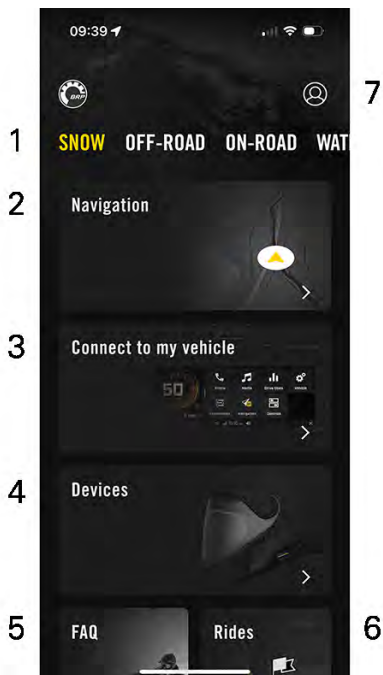 09:39
BRP
7
1 SNOW OFF-ROAD ON-ROAD WAT
2 Navigation
3 Connect to my vehicle
50
4 Devices
5 FAQ Rides 6